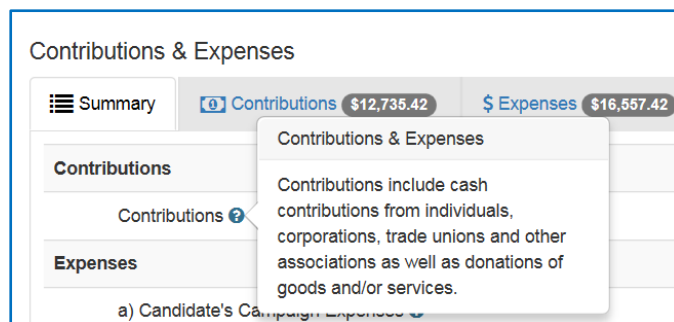 Contributions & Expenses
Summary Contributions $12,735.42 $ Expenses $16,557.42
Contributions & Expenses
Contributions
Contributions include cash
contributions from individuals,
Contributions ?
corporations, trade unions and other
Expenses
associations as well as donations of
goods and/or services.
a) Candidate's Campaign Expenses